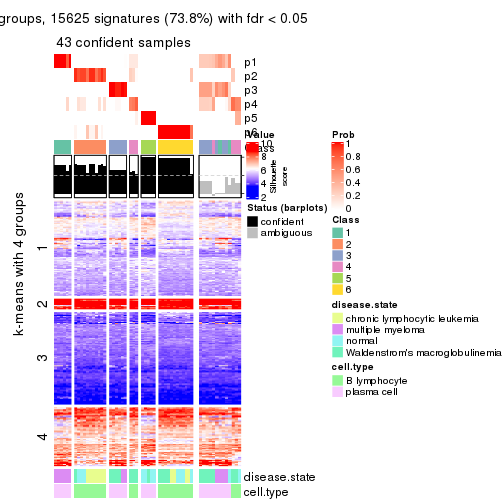 groups, 15625 signatures (73.8%) with fdr < 0.05
43 confident samples
p1
p2
p3
p4
p5
p6
Value
10
8
6
4
2
Class
Silhouette
score
1
0.5
0
Prob
1
0.8
0.6
0.4
0.2
0
Status (barplots)
confident
ambiguous
Class
1
2
3
4
5
6
disease.state
chronic lymphocytic leukemia
multiple myeloma
normal
Waldenstrom's macroglobulinemia
cell.type
B lymphocyte
plasma cell
k-means with 4 groups
1
2
3
4
disease.state
cell.type